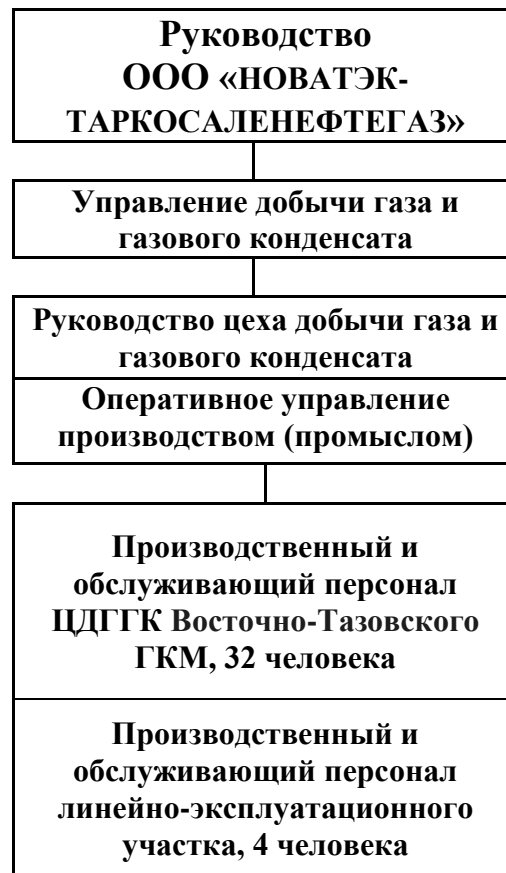 Руководство
ООО «НОВАТЭК-
ТАРКОСАЛЕНЕФТЕГАЗ»
Управление добычи газа и
газового конденсата
Руководство цеха добычи газа и
газового конденсата
Оперативное управление
производством (промыслом)
Производственный и
обслуживающий персонал
ЦДГГК Восточно-Тазовского
ГКМ, 32 человека
Производственный и
обслуживающий персонал
линейно-эксплуатационного
участка, 4 человека